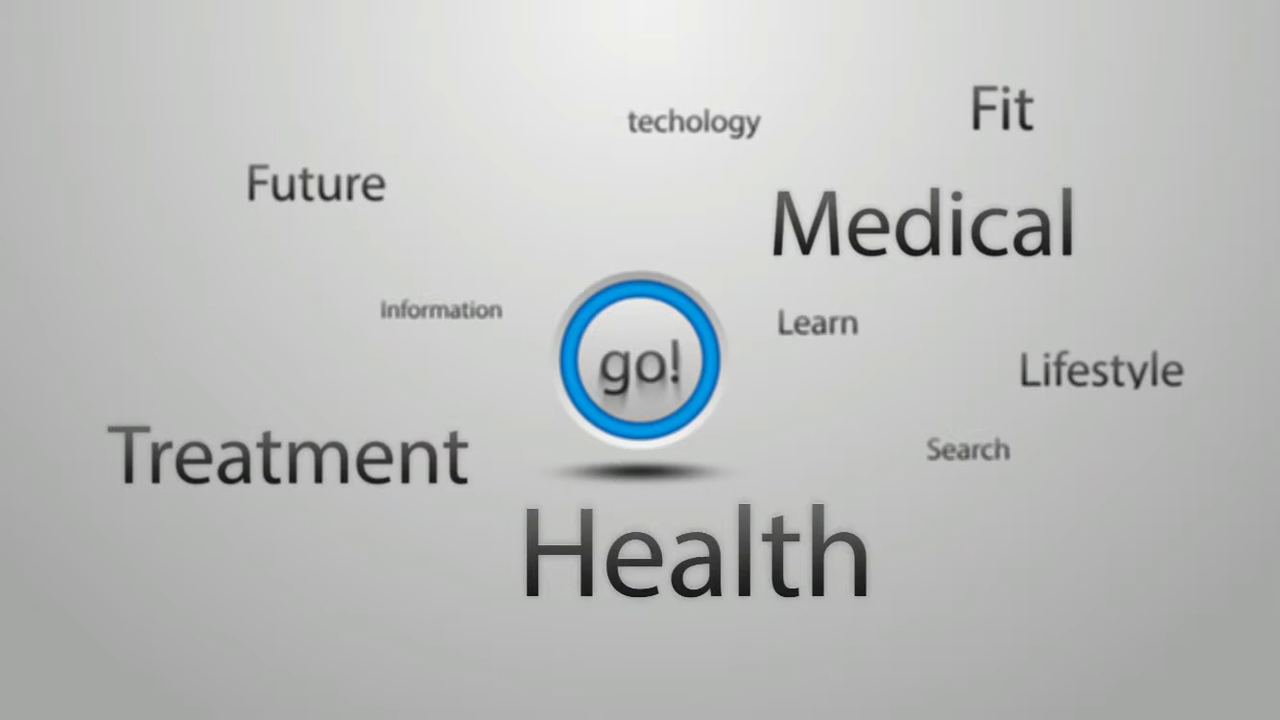 Fit
techology
Future
Medical
Information
Learn
go!
Lifestyle
Search
Treatment
Health